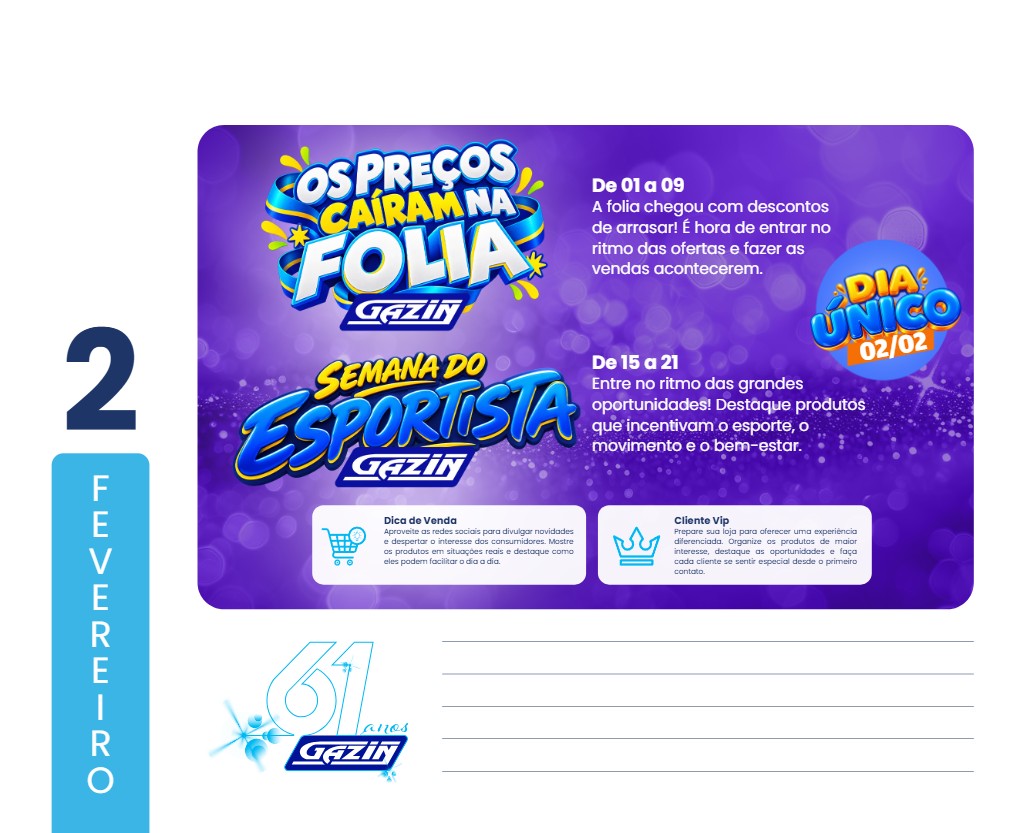 OS PREÇOS
CAÍRAM NA
FOLIA
GAZIN
De 01 a 09
A folia chegou com descontos
de arrasar! É hora de entrar no
ritmo das ofertas e fazer as
vendas acontecerem.
DIA
ÚNICO
02/02
SEMANA DO
ESPORTISTA
GAZIN
De 15 a 21
Entre no ritmo das grandes
oportunidades! Destaque produtos
que incentivam o esporte, o
movimento e o bem-estar.
2
FEVEREIRO
Dica de Venda
Aproveite as redes sociais para divulgar novidades
e despertar o interesse dos consumidores. Mostre
os produtos em situações reais e destaque como
eles podem facilitar o dia a dia.
Cliente Vip
Prepare sua loja para oferecer uma experiência
diferenciada. Organize os produtos de maior
interesse, destaque as oportunidades e faça
cada cliente se sentir especial desde o primeiro
contato.
61
anos
GAZIN